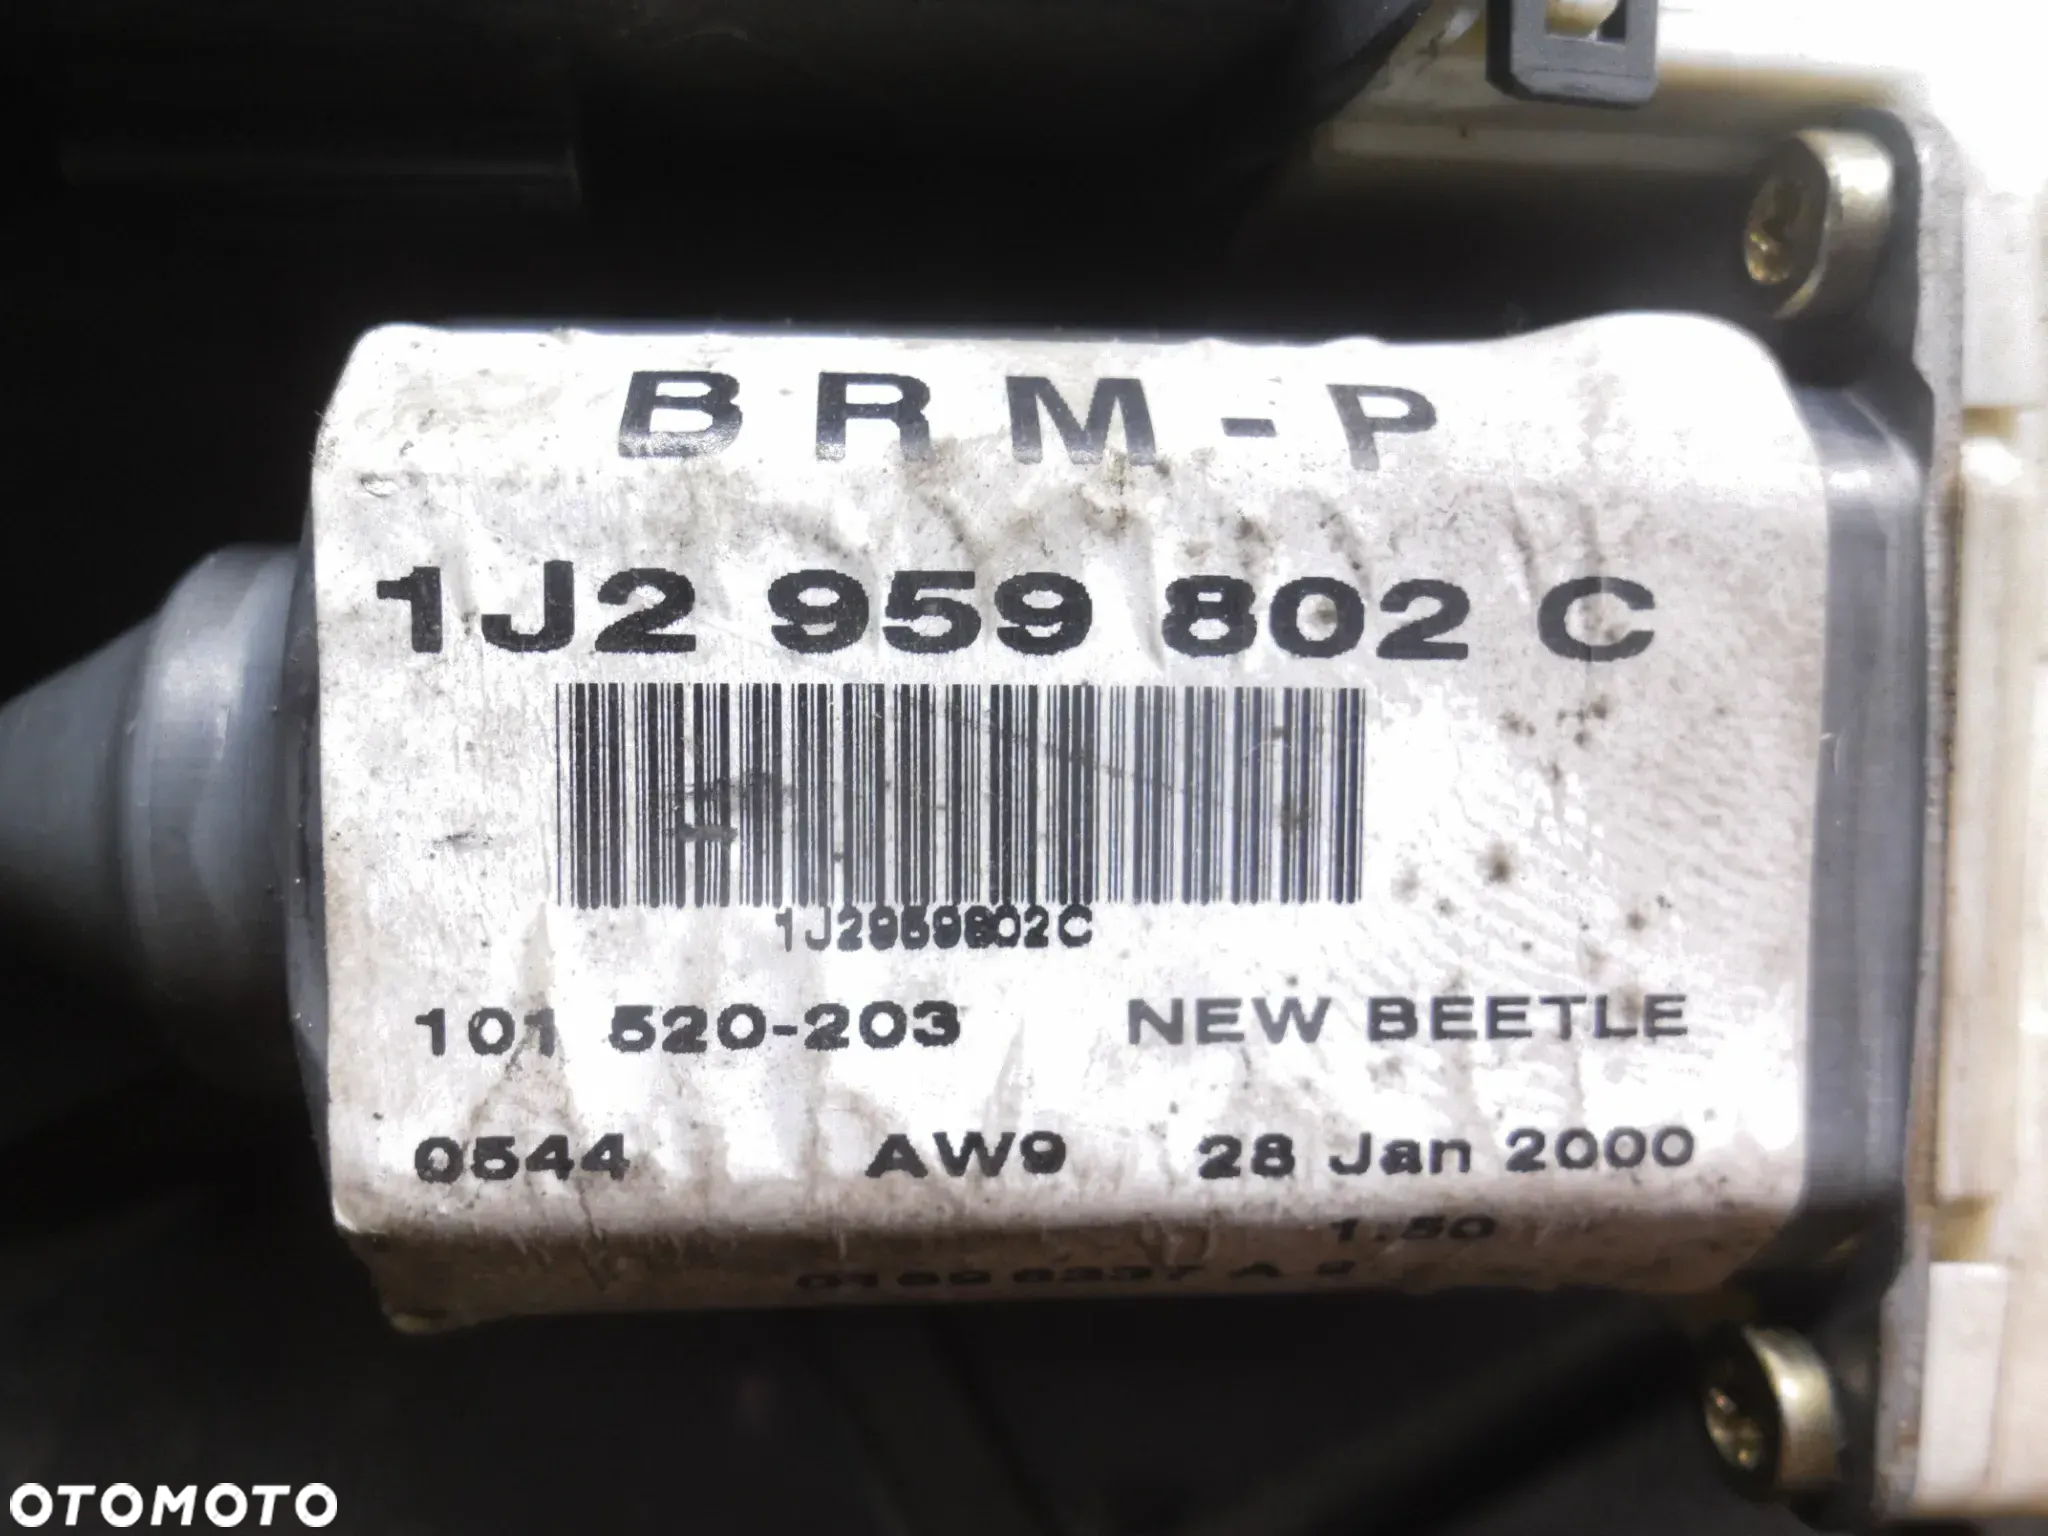 BRM-P
1J2 959 802 C
1J2959802C
101 520-203 NEW BEETLE
0544 AW9 28 Jan 2000
1:50
OTOMOTO